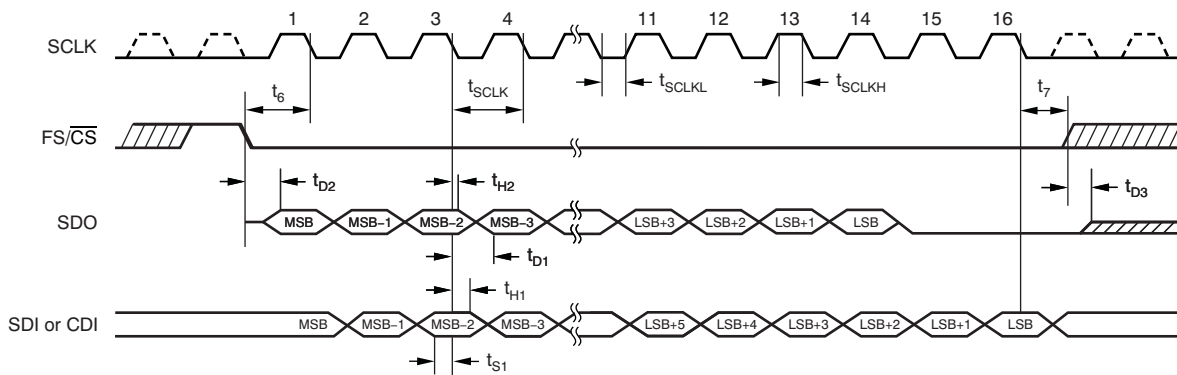 1 2 3 4 11 12 13 14 15 16
SCLK
t6 tSCLK tSCLKL tSCLKH t7
FS/CS
tD2 tH2 tD3
SDO MSB MSB–1 MSB–2 MSB–3 LSB+3 LSB+2 LSB+1 LSB
tD1
tH1
SDI or CDI MSB MSB–1 MSB–2 MSB–3 LSB+5 LSB+4 LSB+3 LSB+2 LSB+1 LSB
tS1